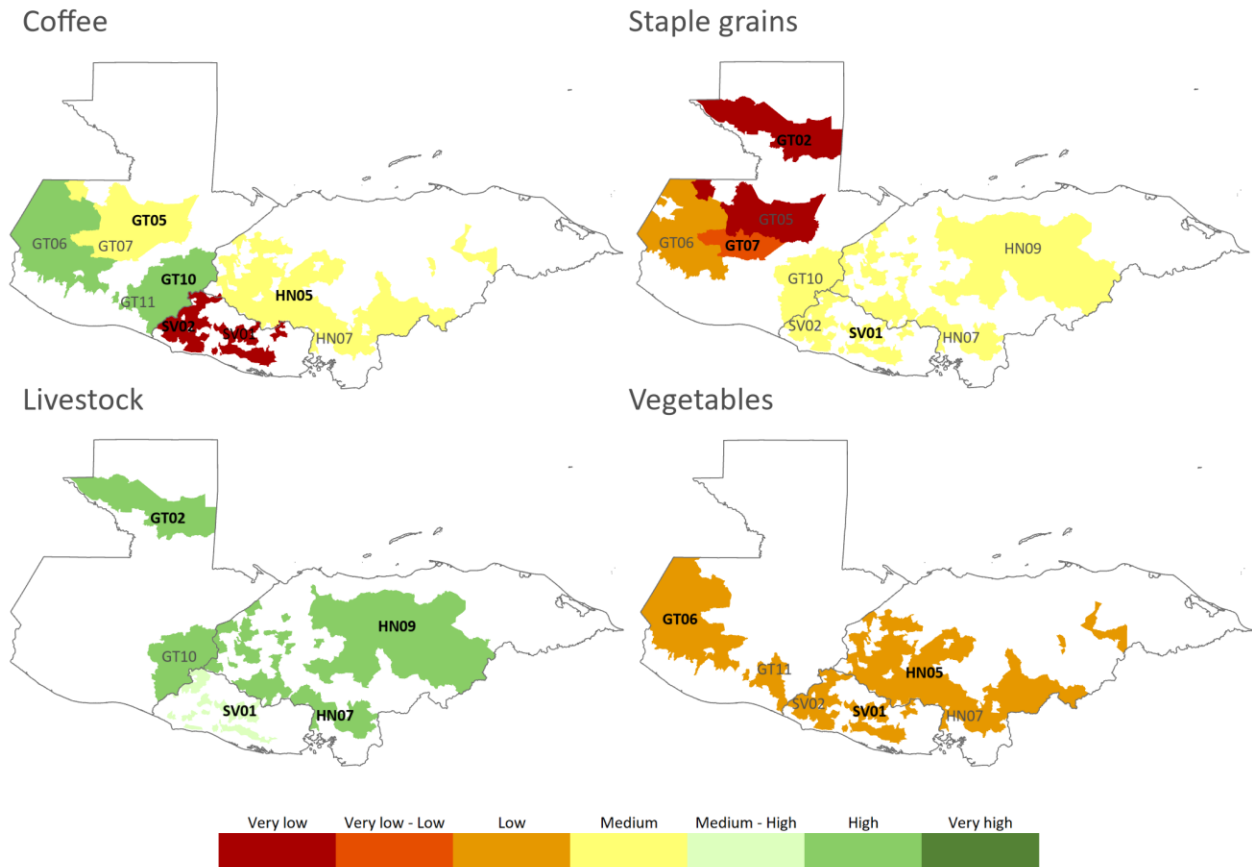 Coffee
GT06
GT05
GT07
GT10
GT11
SV02
SV01
HN05
HN07
Staple grains
GT02
GT05
GT06
GT07
HN09
GT10
SV02
SV01
HN07
Livestock
GT02
HN09
GT10
SV01
HN07
Vegetables
GT06
GT11
HN05
SV02
SV01
HN07
Very low Very low - Low Low Medium Medium - High High Very high